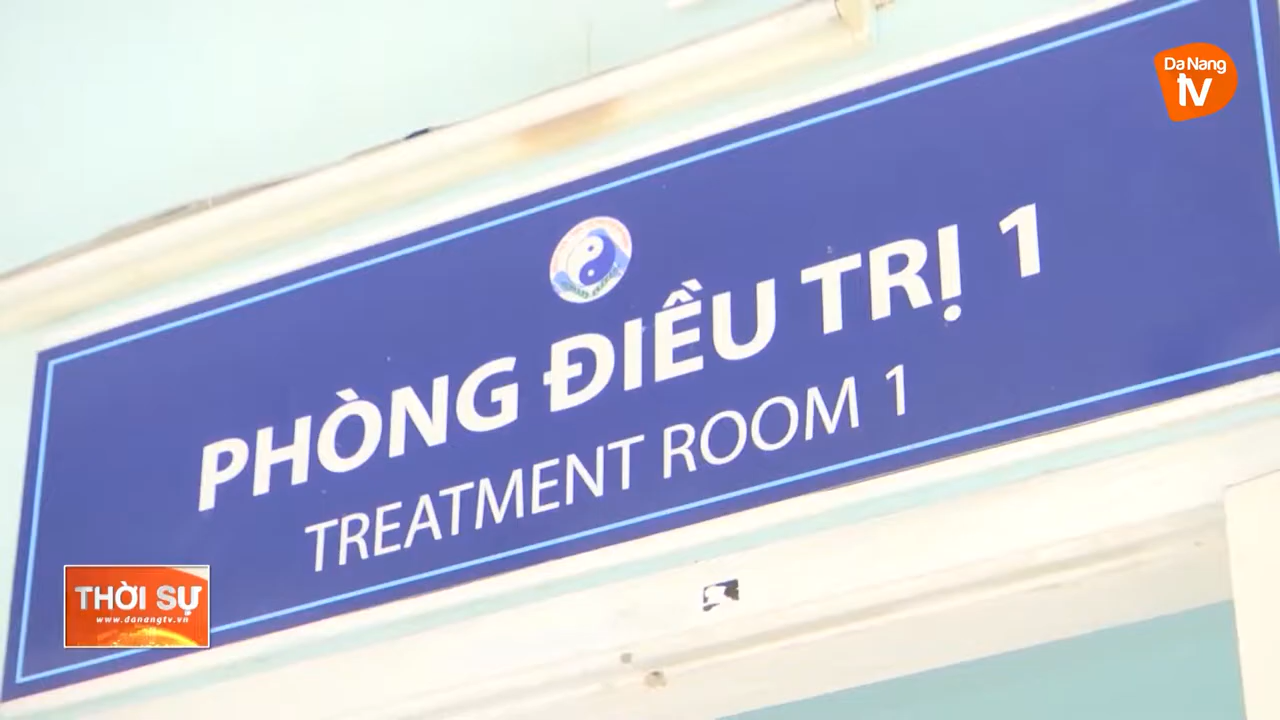 Da Nang
tv
PHÒNG ĐIỀU TRỊ 1
TREATMENT ROOM 1
THỜI SỰ
www.danangtv.vn